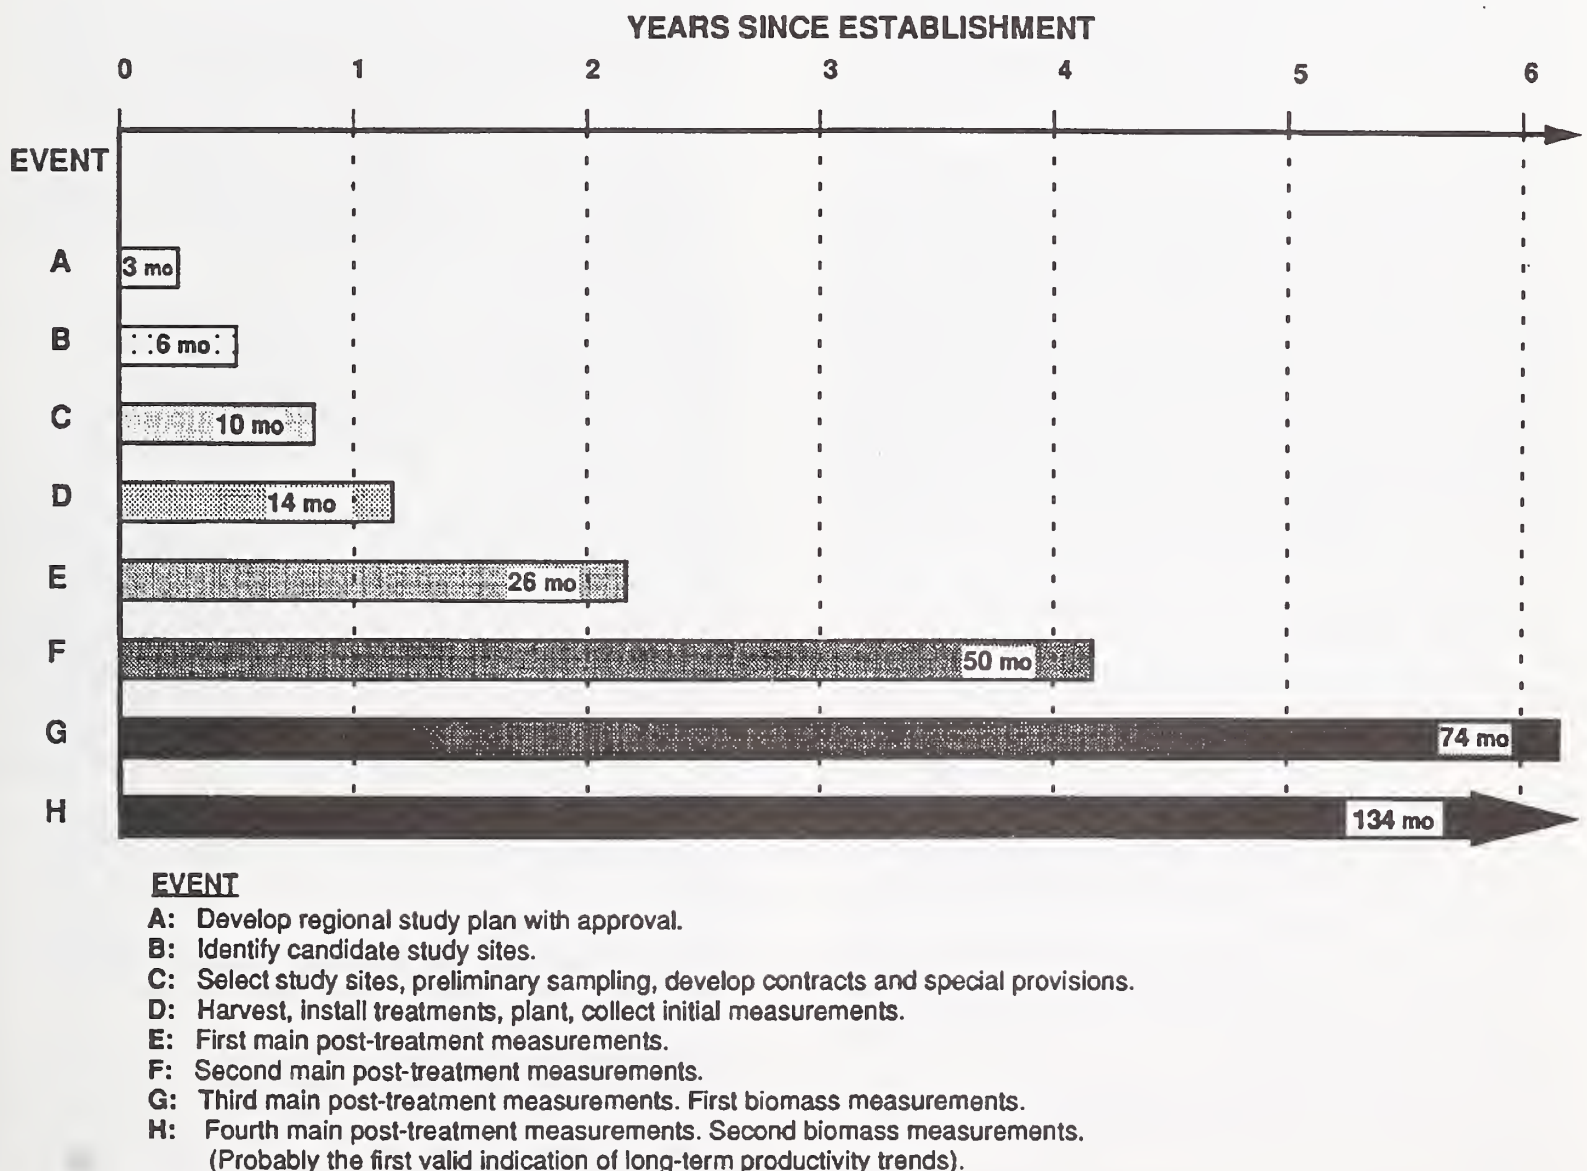 YEARS SINCE ESTABLISHMENT
0 1 2 3 4 5 6
EVENT
A 3 mo
B 6 mo
C 10 mo
D 14 mo
E 26 mo
F 50 mo
G 74 mo
H 134 mo
EVENT
A: Develop regional study plan with approval.
B: Identify candidate study sites.
C: Select study sites, preliminary sampling, develop contracts and special provisions.
D: Harvest, install treatments, plant, collect initial measurements.
E: First main post-treatment measurements.
F: Second main post-treatment measurements.
G: Third main post-treatment measurements. First biomass measurements.
H: Fourth main post-treatment measurements. Second biomass measurements.
(Probably the first valid indication of long-term productivity trends).